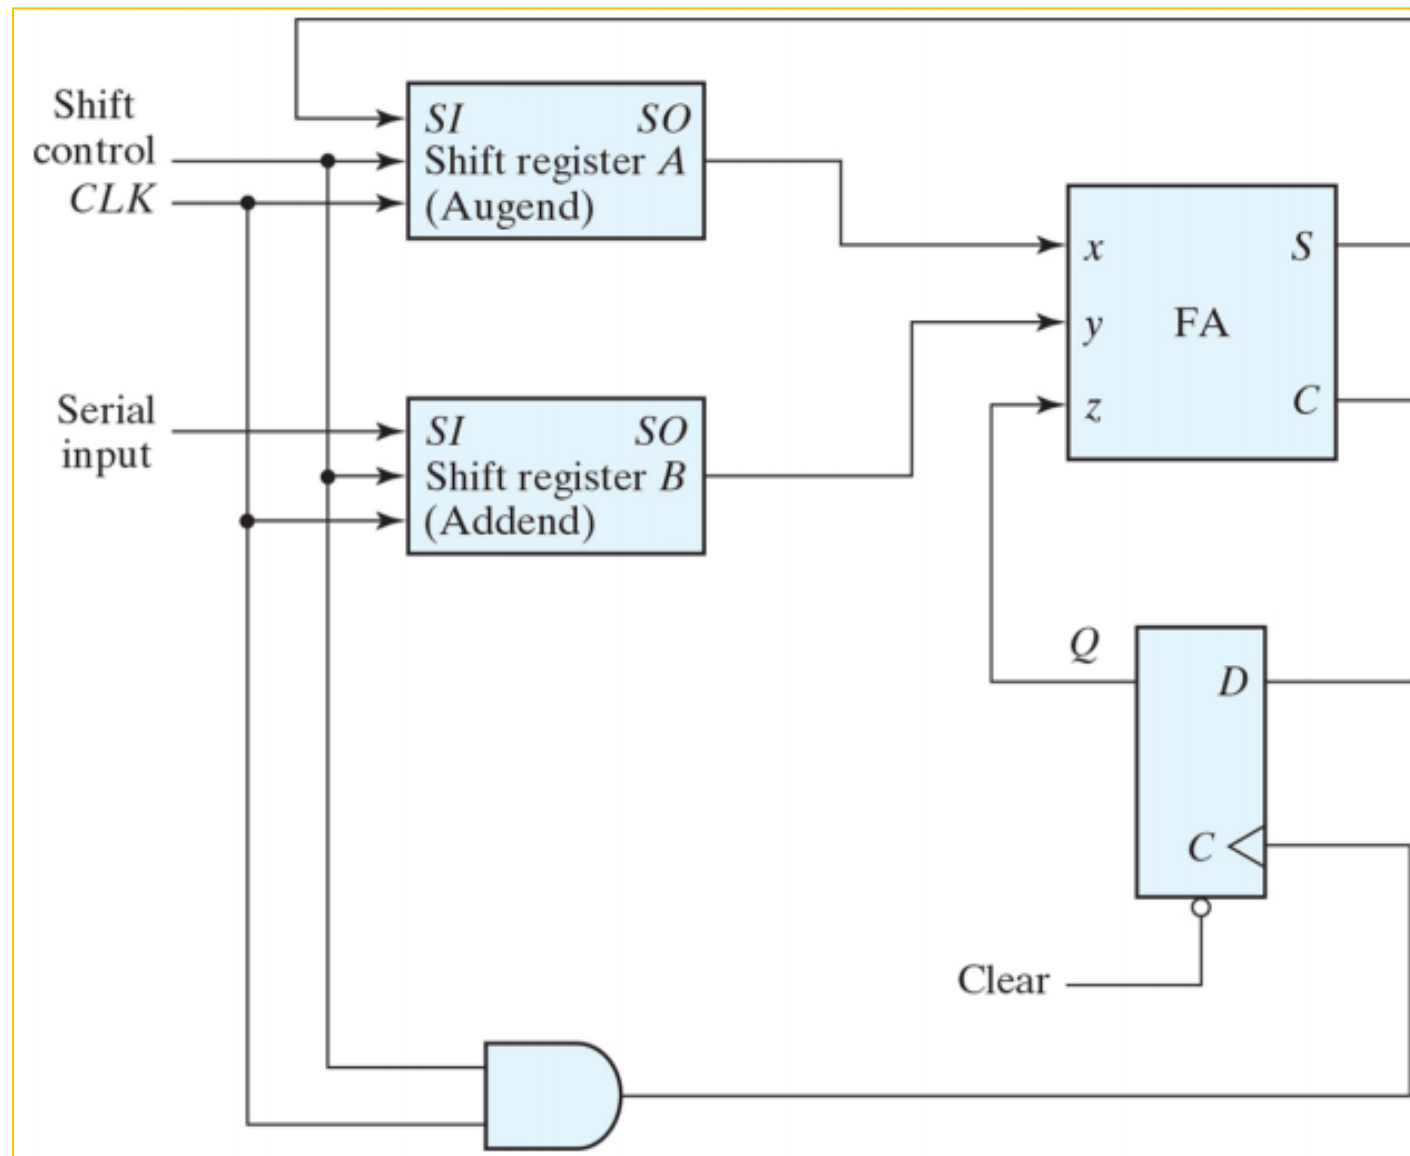 Shift
control
CLK
SI SO
Shift register A
(Augend)
Serial
input
SI SO
Shift register B
(Addend)
x S
y FA
z C
Q
D
C
Clear